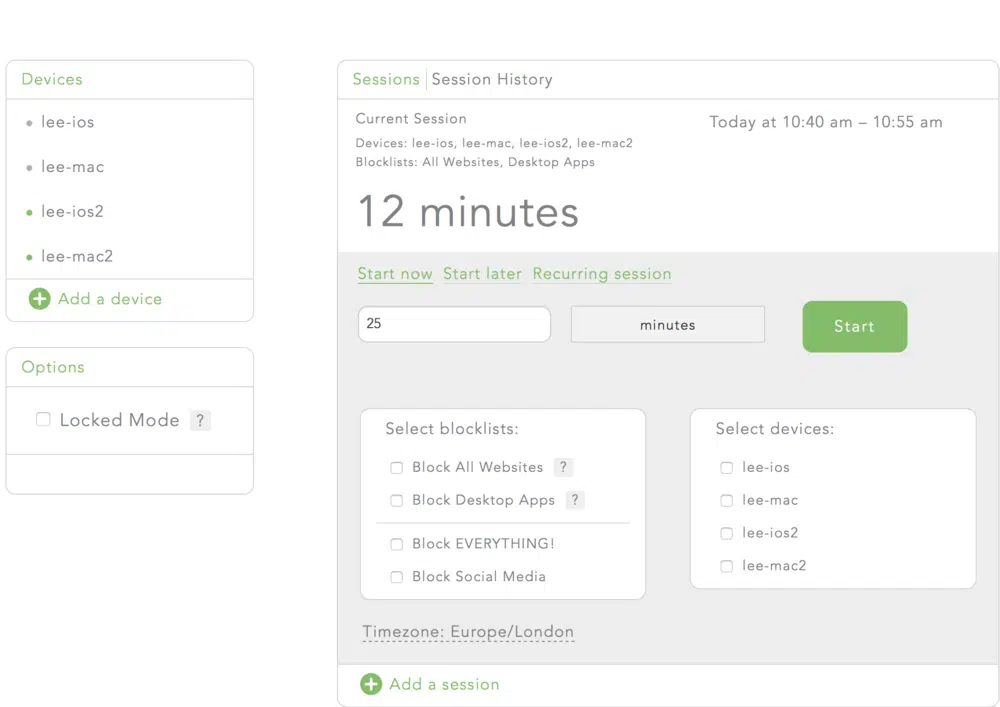 Devices
lee-ios
lee-mac
lee-ios2
lee-mac2
Add a device
Options
Locked Mode ?
Sessions Session History
Current Session
Today at 10:40 am – 10:55 am
Devices: lee-ios, lee-mac, lee-ios2, lee-mac2
Blocklists: All Websites, Desktop Apps
12 minutes
Start now Start later Recurring session
25 minutes Start
Select blocklists:
Block All Websites ?
Block Desktop Apps ?
Block EVERYTHING!
Block Social Media
Select devices:
lee-ios
lee-mac
lee-ios2
lee-mac2
Timezone: Europe/London
Add a session